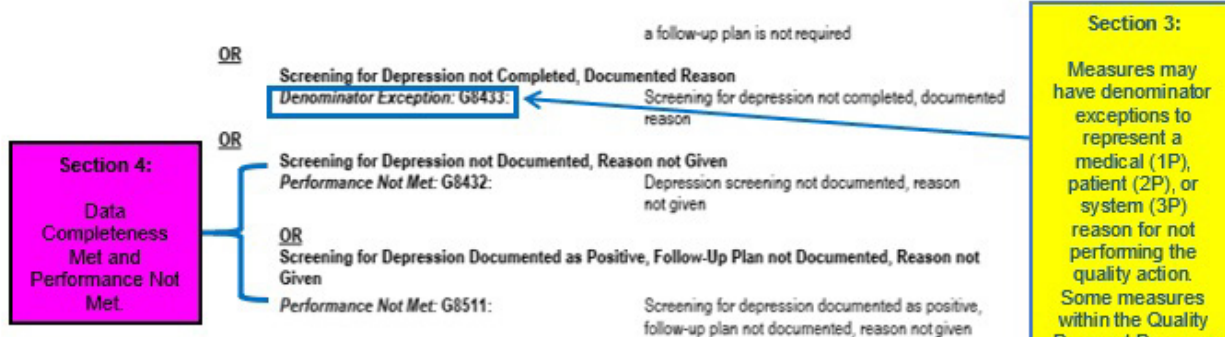 a follow-up plan is not required
OR
Screening for Depression not Completed, Documented Reason
Denominator Exception: G8433:
Screening for depression not completed, documented
reason
OR
Screening for Depression not Documented, Reason not Given
Performance Not Met: G8432:
Depression screening not documented, reason
not given
OR
Screening for Depression Documented as Positive, Follow-Up Plan not Documented, Reason not
Given
Performance Not Met: G8511:
Screening for depression documented as positive,
follow-up plan not documented, reason not given
Section 4:
Data
Completeness
Met and
Performance Not
Met.
Section 3:
Measures may
have denominator
exceptions to
represent a
medical (1P),
patient (2P), or
system (3P)
reason for not
performing the
quality action.
Some measures
within the Quality